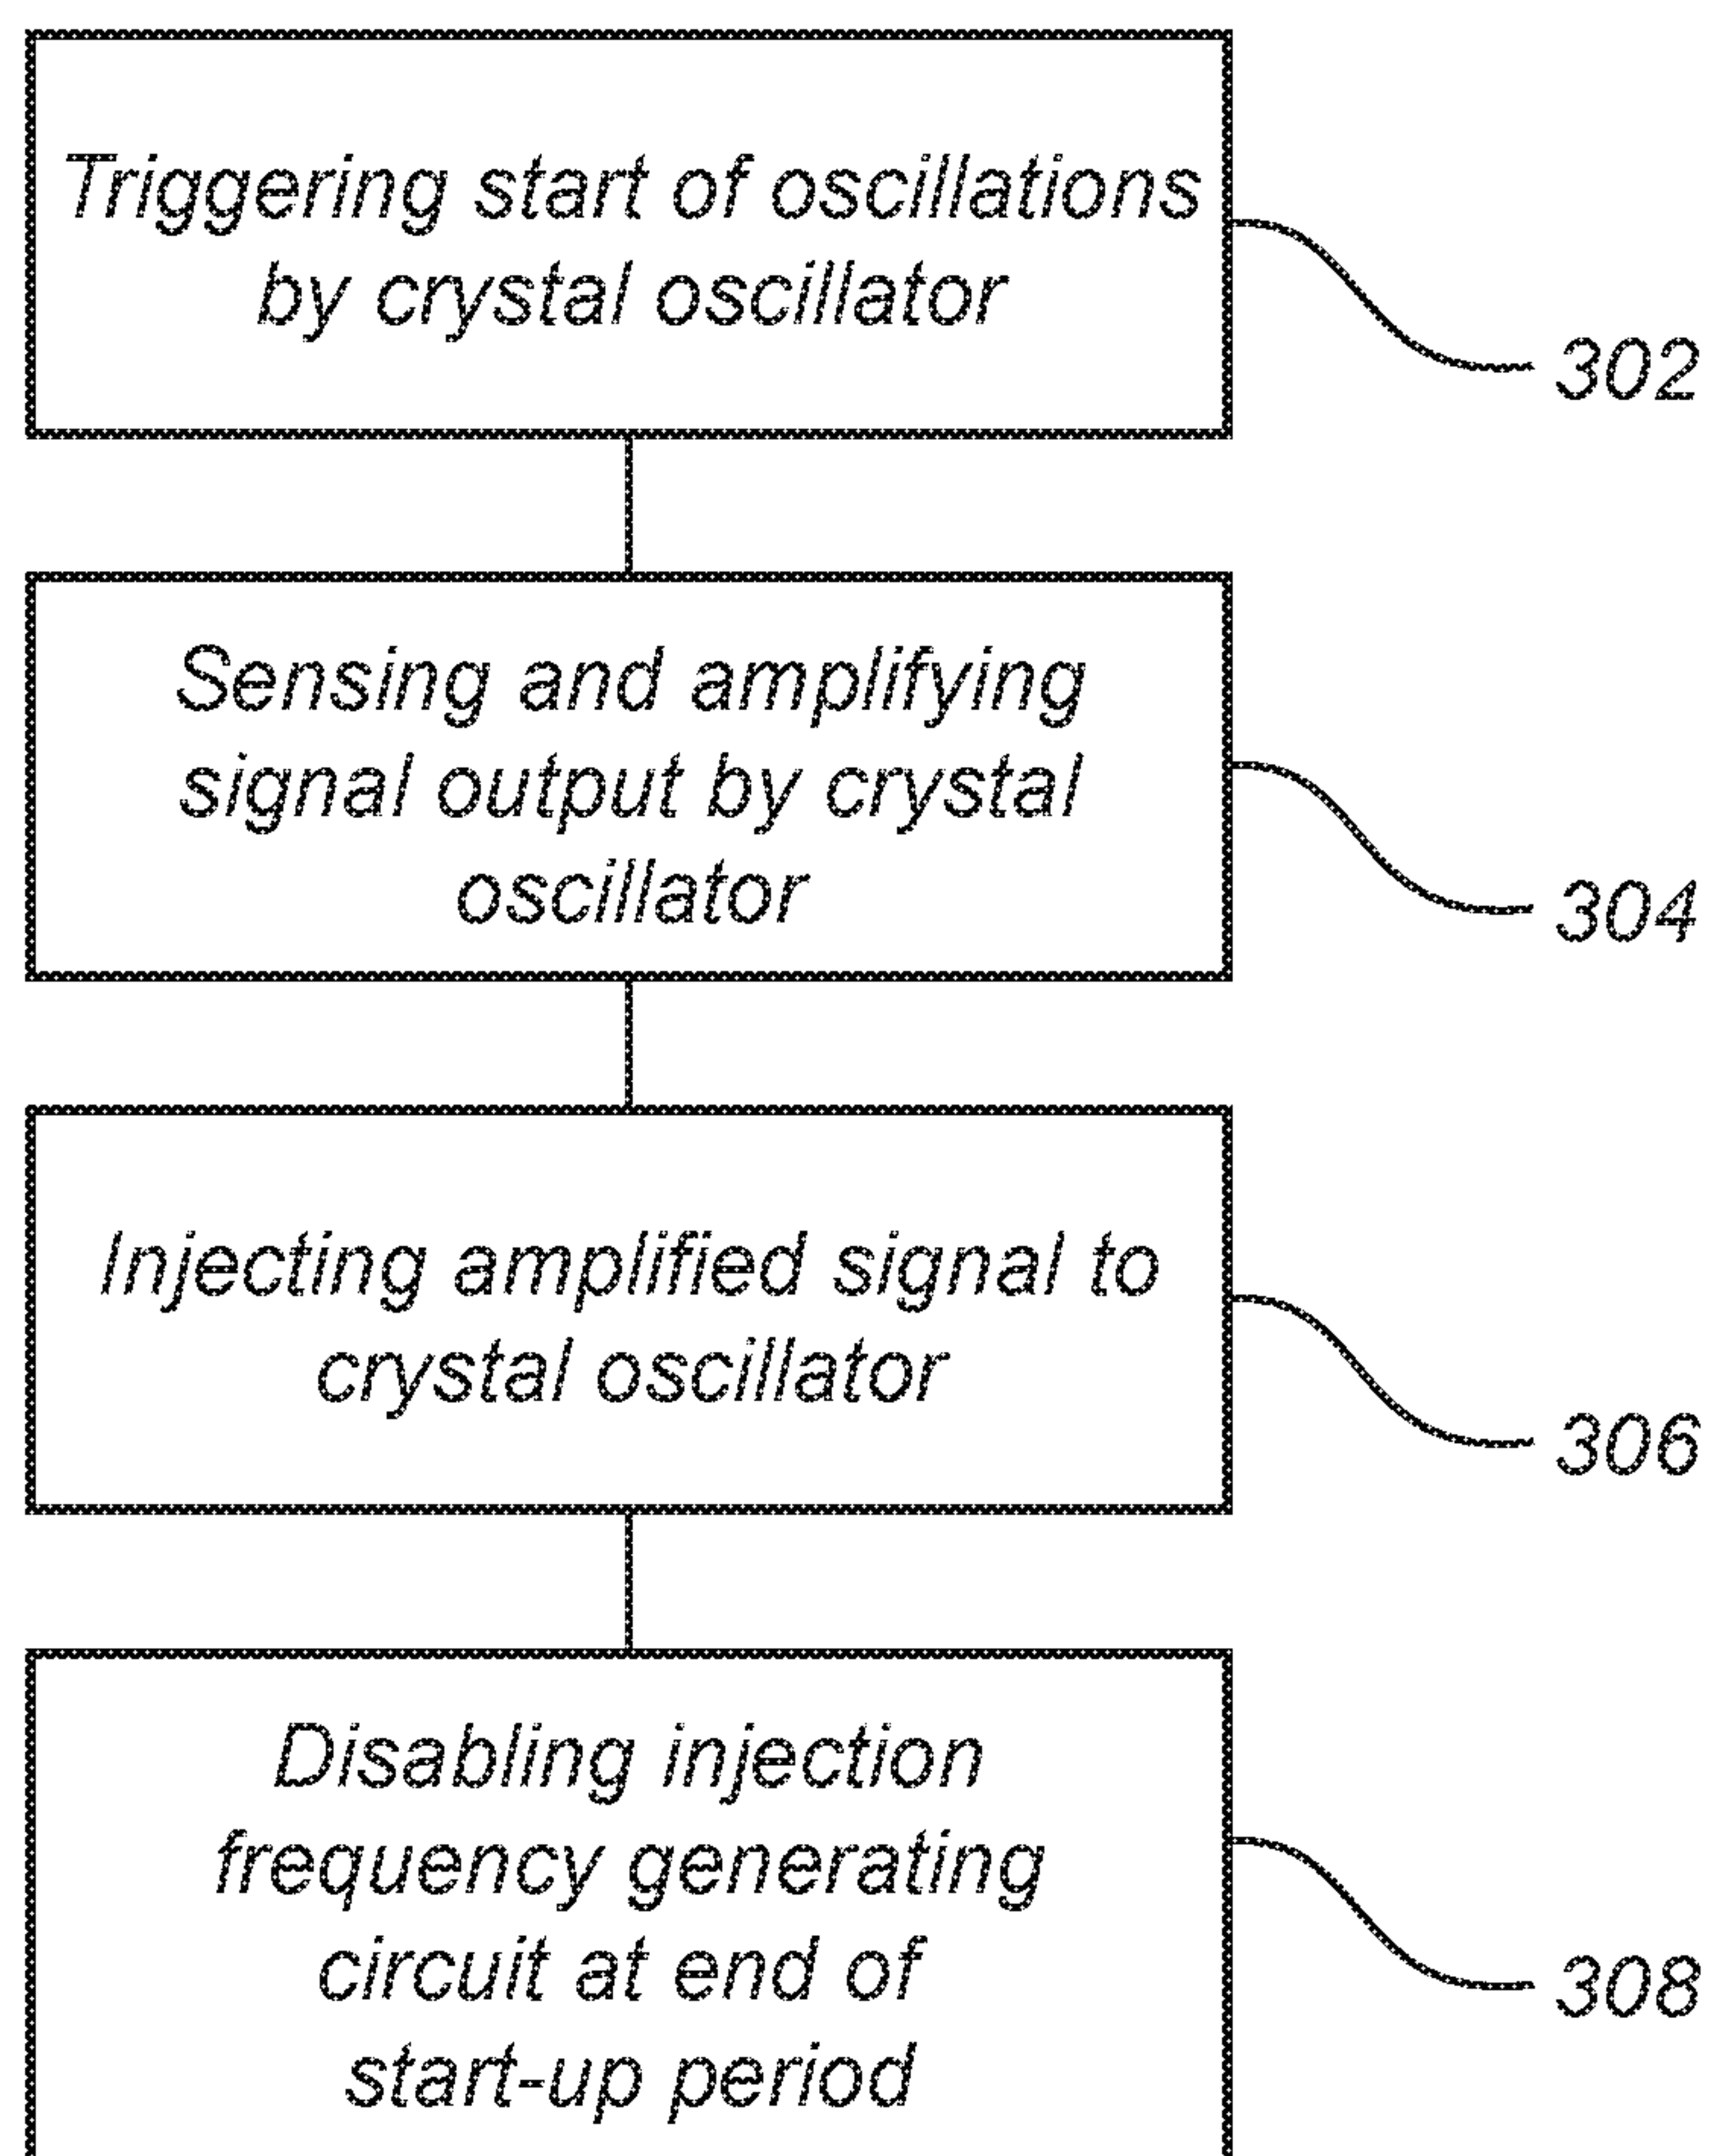 Triggering start of oscillations
by crystal oscillator
302
Sensing and amplifying
signal output by crystal
oscillator
304
Injecting amplified signal to
crystal oscillator
306
Disabling injection
frequency generating
circuit at end of
start-up period
308